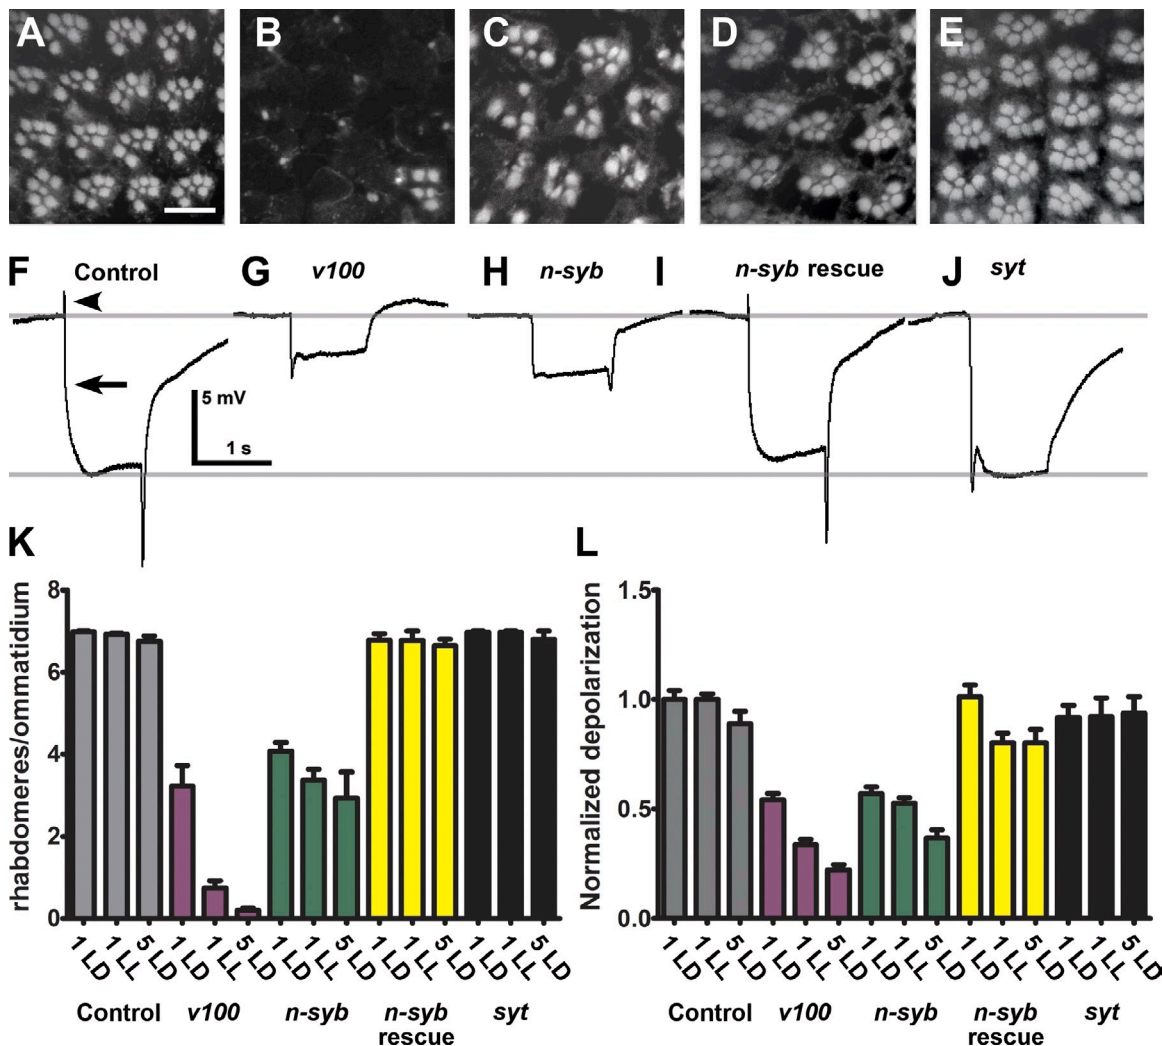 A B C D E
F Control G v100 H n-syb I n-syb rescue J syt
5 mV
1 s
K
rhabdomeres/ommatidium
8
6
4
2
0
1 LD 1 LL 5 LD 1 LD 1 LL 5 LD 1 LD 1 LL 5 LD 1 LD 1 LL 5 LD 1 LD 1 LL 5 LD
Control v100 n-syb n-syb rescue syt
L
Normalized depolarization
1.5
1.0
0.5
0.0
1 LD 1 LL 5 LD 1 LD 1 LL 5 LD 1 LD 1 LL 5 LD 1 LD 1 LL 5 LD 1 LD 1 LL 5 LD
Control v100 n-syb n-syb rescue syt